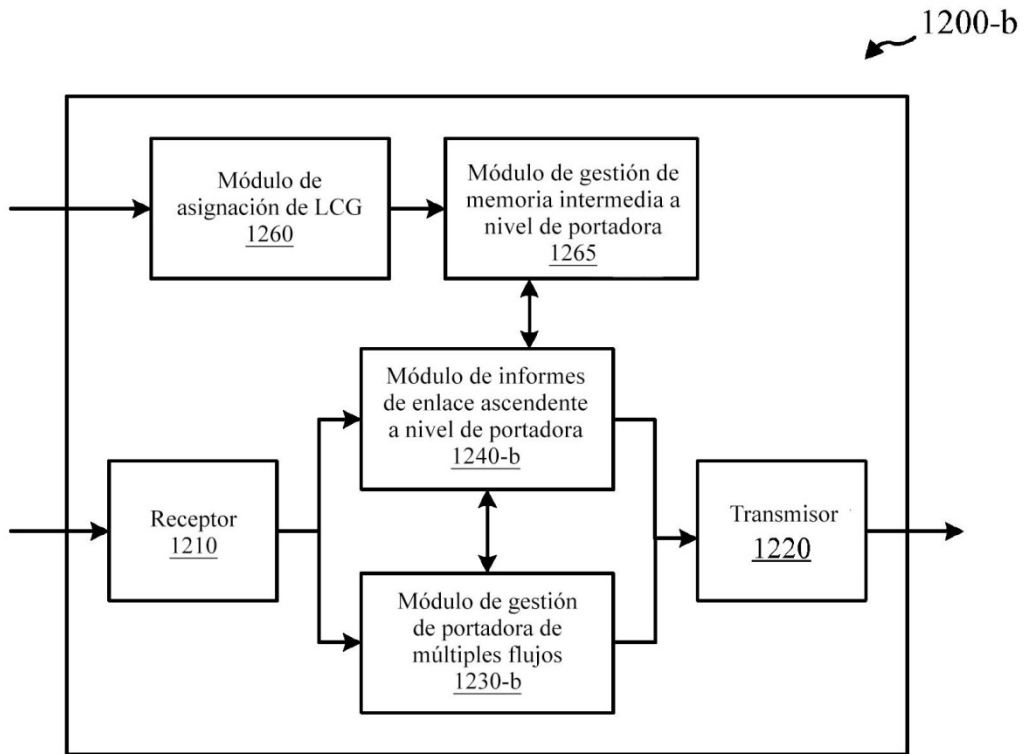 1200-b
Módulo de
asignación de LCG
1260
Módulo de gestión de
memoria intermedia a
nivel de portadora
1265
Módulo de informes
de enlace ascendente
a nivel de portadora
1240-b
Receptor
1210
Transmisor
1220
Módulo de gestión
de portadora de
múltiples flujos
1230-b